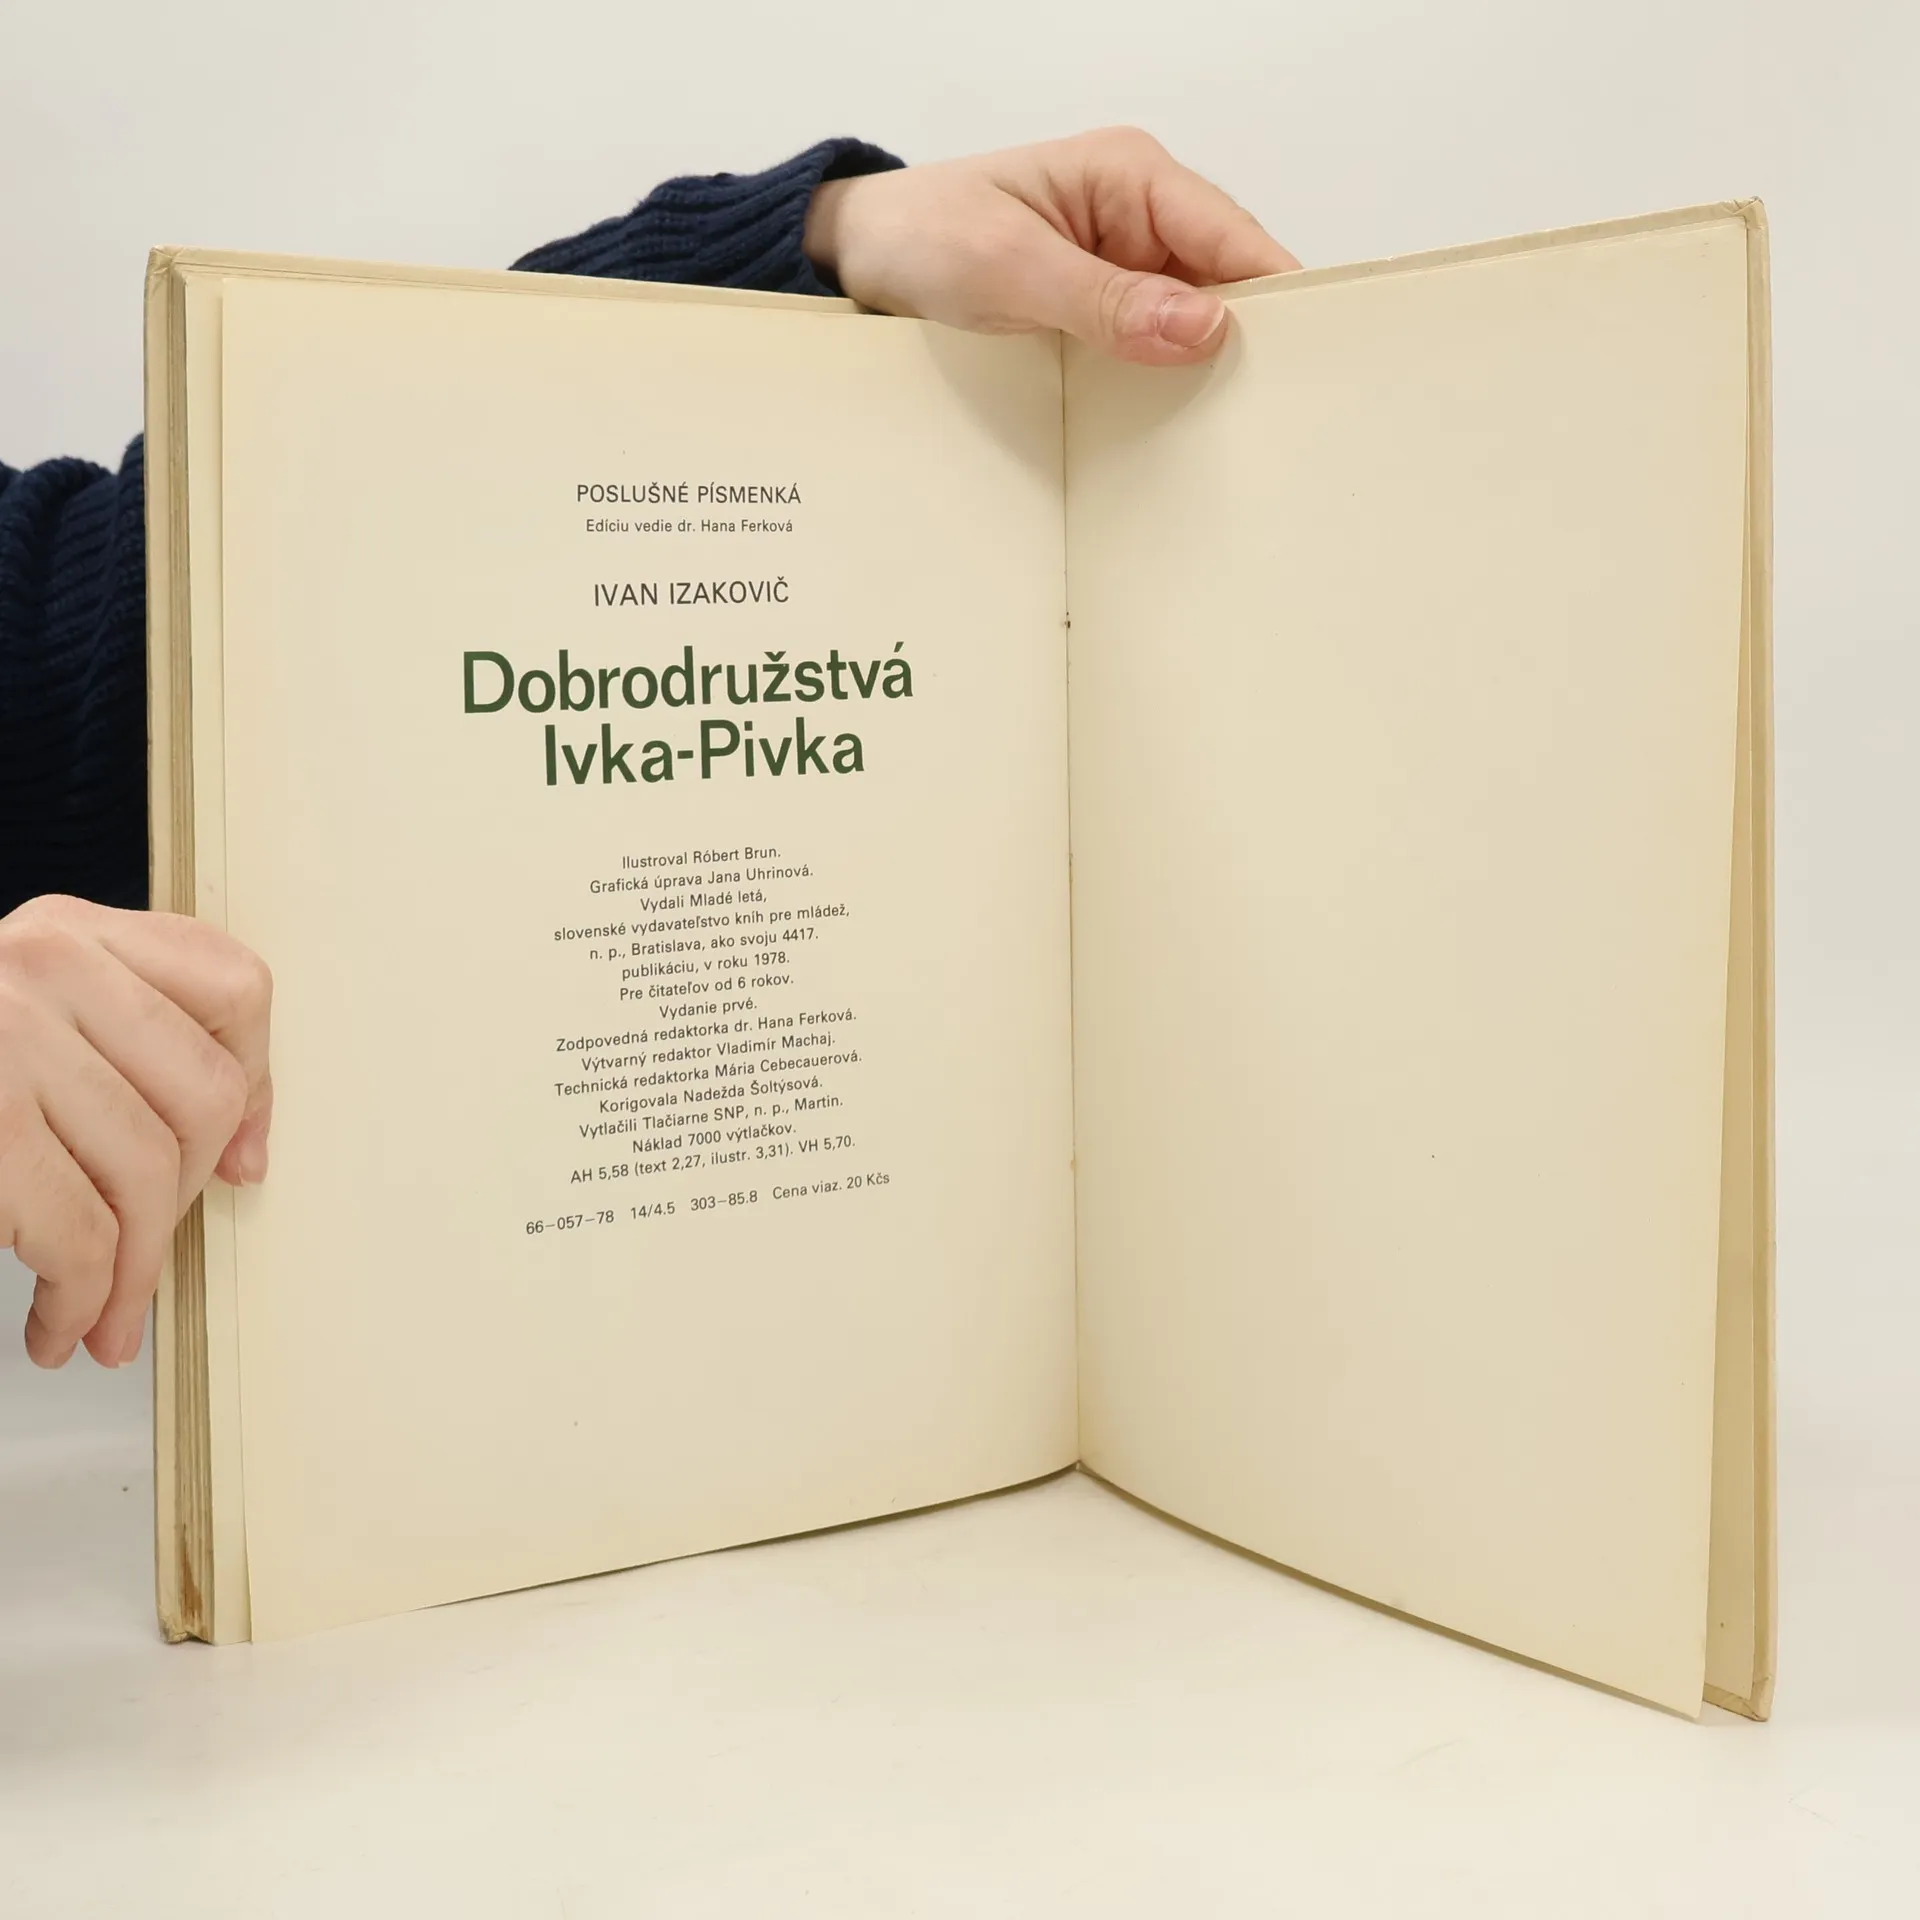 POSLUŠNÉ PÍSMENKÁ
Edíciu vedie dr. Hana Ferková
IVAN IZAKOVIČ
Dobrodružstvá
Ivka-Pivka
Ilustroval Róbert Brun.
Grafická úprava Jana Uhrinová.
Vydali Mladé letá,
slovenské vydavateľstvo kníh pre mládež,
n. p., Bratislava, ako svoju 4417.
publikáciu, v roku 1978.
Pre čitateľov od 6 rokov.
Vydanie prvé.
Zodpovedná redaktorka dr. Hana Ferková.
Výtvarný redaktor Vladimír Machaj.
Technická redaktorka Mária Cebecauerová.
Korigovala Nadežda Šoltýsová.
Vytlačili Tlačiarne SNP, n. p., Martin.
Náklad 7000 výtlačkov.
AH 5,58 (text 2,27, ilustr. 3,31). VH 5,70.
66–057–78 14/4.5 303–85.8 Cena viaz. 20 Kčs